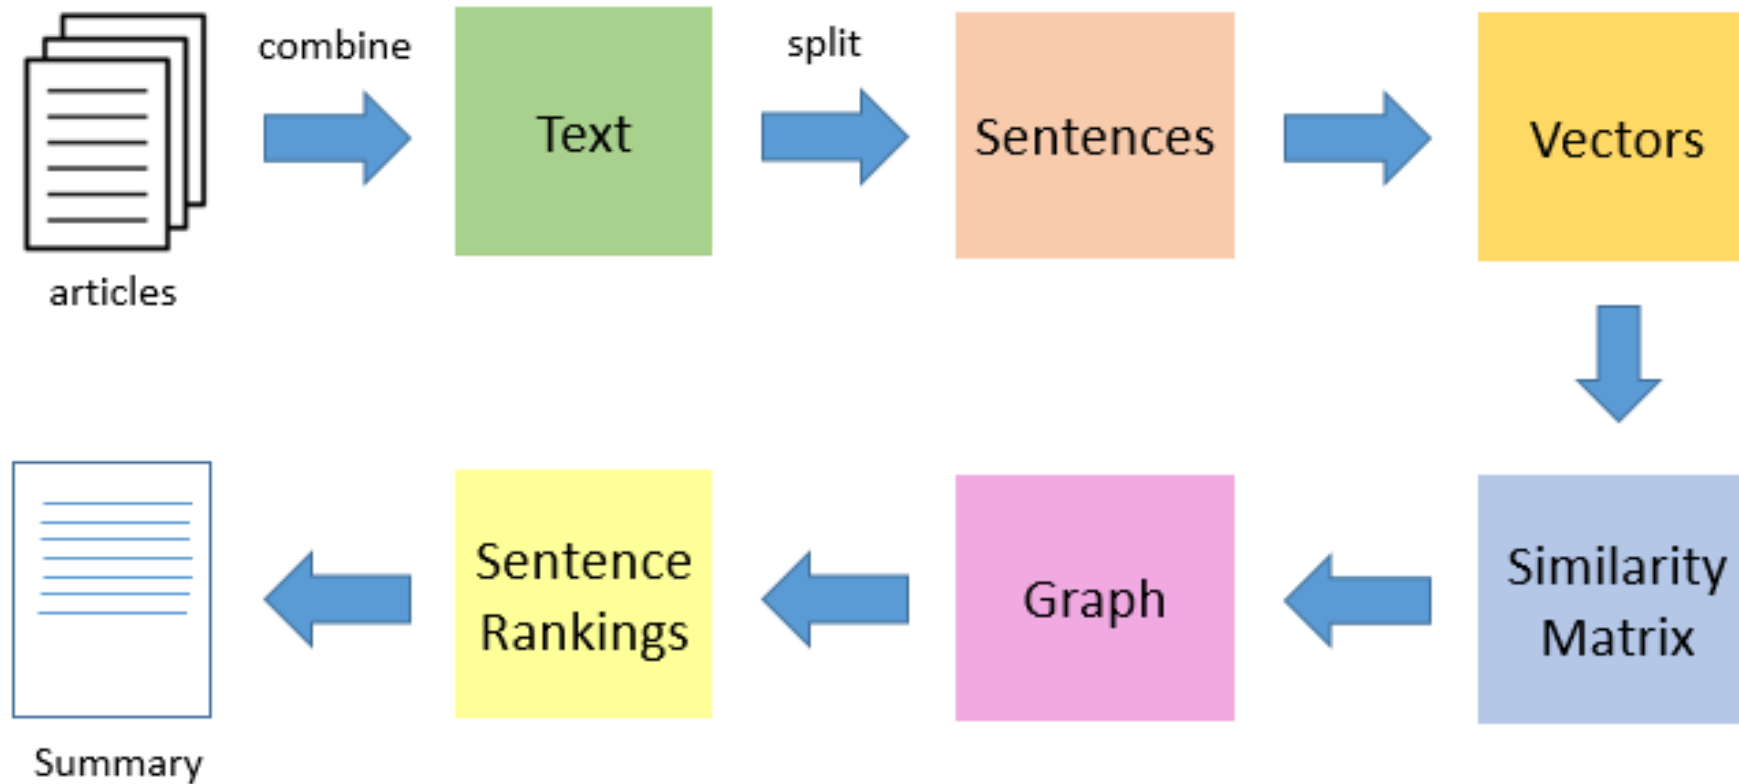 combine
split
Text
Sentences
Vectors
articles
Similarity
Matrix
Graph
Sentence
Rankings
Summary